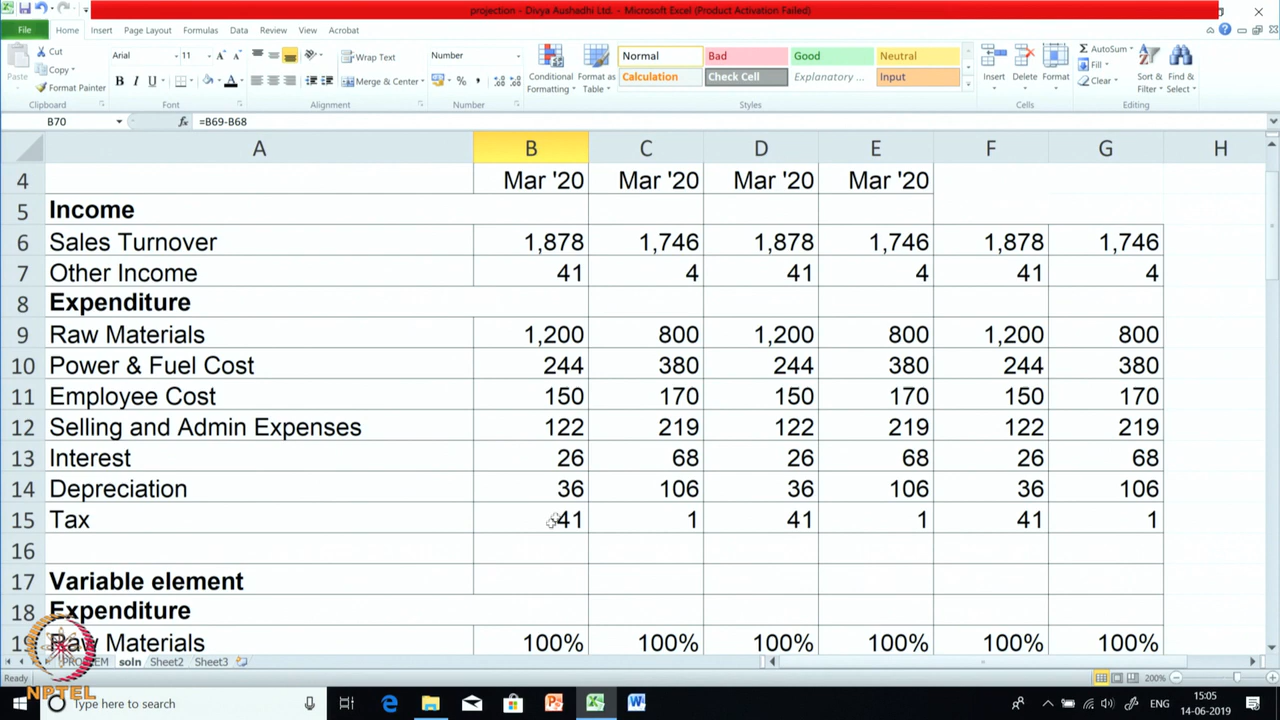 projection - Divya Aushadhi Ltd. - Microsoft Excel (Product Activation Failed)
File Home Insert Page Layout Formulas Data Review View Acrobat
Cut
Copy
Format Painter
Paste
Clipboard
Arial 11
B I U
Font
Wrap Text
Merge & Center
Alignment
Number
Number
Conditional Formatting
Format as Table
Normal Bad Good Neutral
Calculation Check Cell Explanatory ... Input
Styles
Insert Delete Format
Cells
AutoSum
Fill
Clear
Sort & Filter
Find & Select
Editing
B70 fx =B69-B68
A B C D E F G H
4 Mar '20 Mar '20 Mar '20 Mar '20
5 Income
6 Sales Turnover 1,878 1,746 1,878 1,746 1,878 1,746
7 Other Income 41 4 41 4 41 4
8 Expenditure
9 Raw Materials 1,200 800 1,200 800 1,200 800
10 Power & Fuel Cost 244 380 244 380 244 380
11 Employee Cost 150 170 150 170 150 170
12 Selling and Admin Expenses 122 219 122 219 122 219
13 Interest 26 68 26 68 26 68
14 Depreciation 36 106 36 106 36 106
15 Tax 41 1 41 1 41 1
16
17 Variable element
18 Expenditure
19 Raw Materials 100% 100% 100% 100% 100% 100%
soln Sheet2 Sheet3
Ready 200%
NPTEL
Type here to search
ENG
15:05
14-06-2019